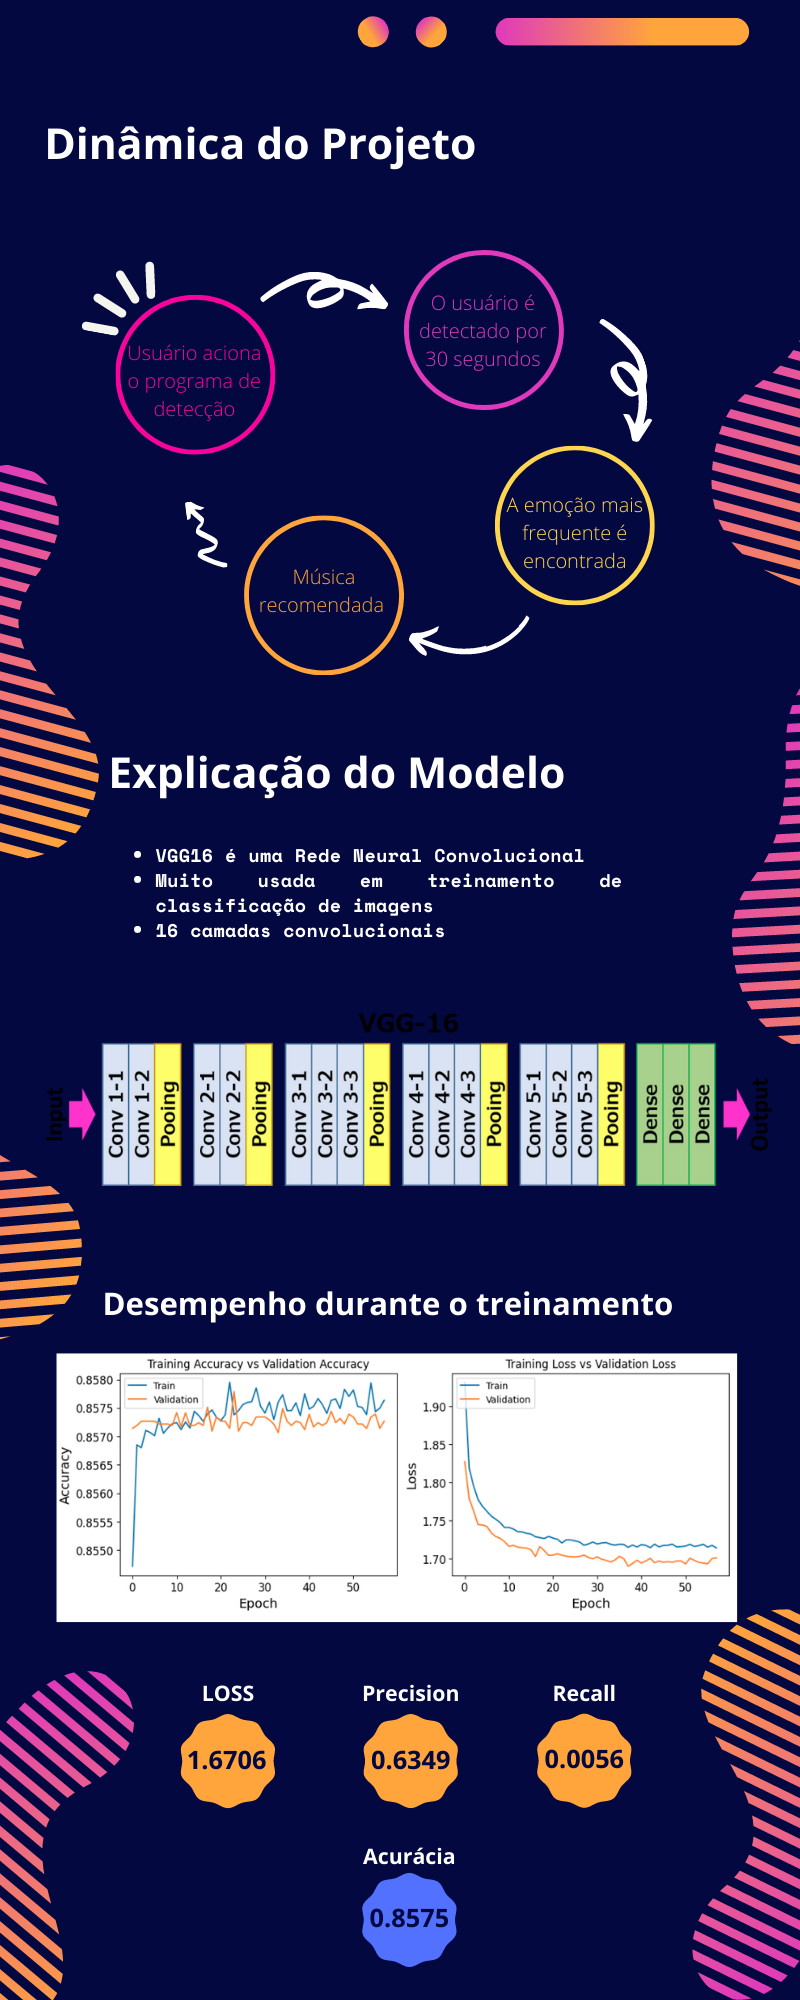 Dinâmica do Projeto
Usuário aciona
o programa de
detecção
O usuário é
detectado por
30 segundos
A emoção mais
frequente é
encontrada
Música
recomendada
Explicação do Modelo
• VGG16 é uma Rede Neural Convolucional
• Muito usada em treinamento de
classificação de imagens
• 16 camadas convolucionais
VGG-16
Input
Conv 1-1
Conv 1-2
Pooing
Conv 2-1
Conv 2-2
Pooing
Conv 3-1
Conv 3-2
Conv 3-3
Pooing
Conv 4-1
Conv 4-2
Conv 4-3
Pooing
Conv 5-1
Conv 5-2
Conv 5-3
Pooing
Dense
Dense
Dense
Output
Desempenho durante o treinamento
Training Accuracy vs Validation Accuracy
Train
Validation
0.8580
0.8575
0.8570
0.8565
0.8560
0.8555
0.8550
Accuracy
0 10 20 30 40 50
Epoch
Training Loss vs Validation Loss
Train
Validation
1.90
1.85
1.80
1.75
1.70
Loss
0 10 20 30 40 50
Epoch
LOSS
1.6706
Precision
0.6349
Recall
0.0056
Acurácia
0.8575